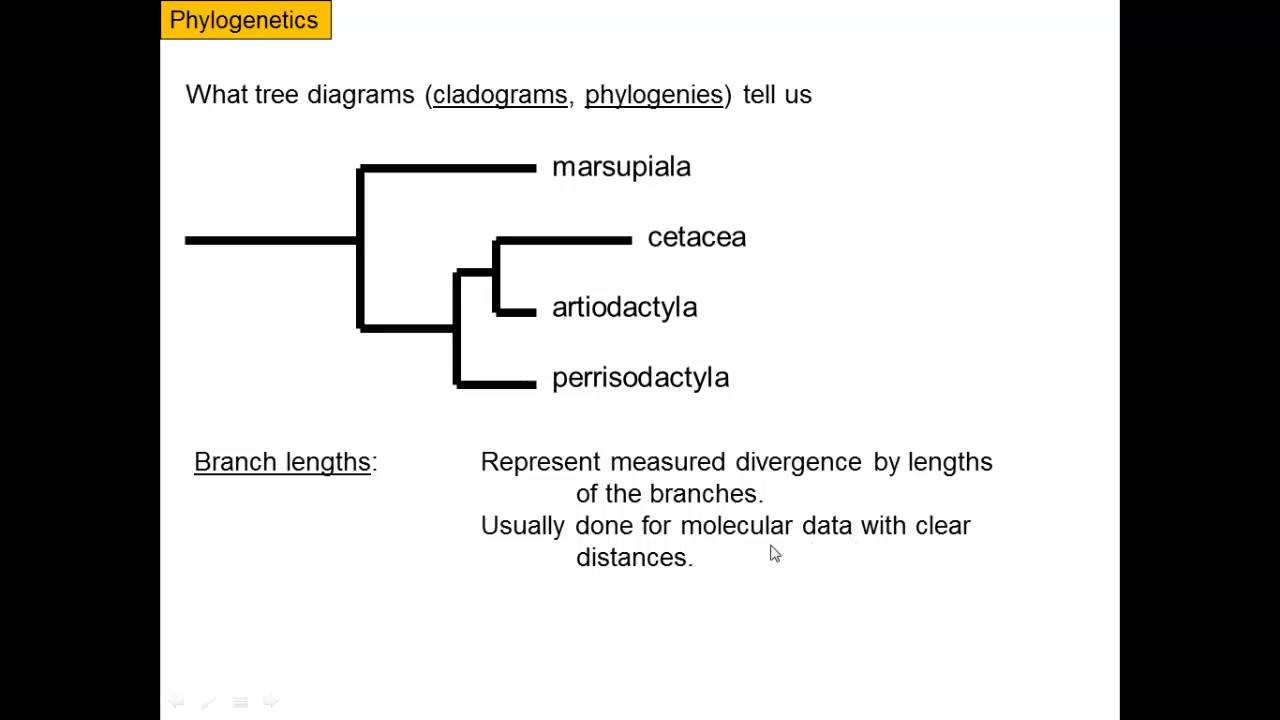 Phylogenetics
What tree diagrams (cladograms, phylogenies) tell us
marsupiala
cetacea
artiodactyla
perrisodactyla
Branch lengths: Represent measured divergence by lengths
of the branches.
Usually done for molecular data with clear
distances.